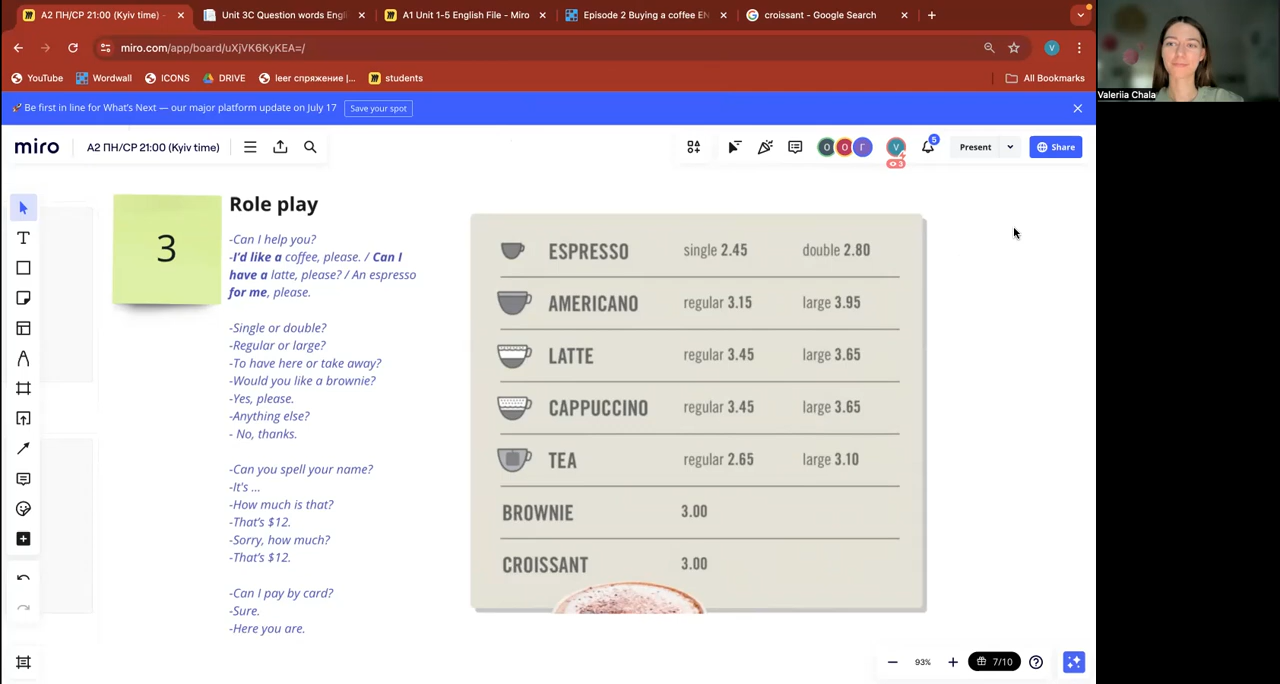 A2 ПН/СР 21:00 (Kyiv time) -
Unit 3C Question words Engli
A1 Unit 1-5 English File - Miro
Episode 2 Buying a coffee EN
croissant - Google Search
miro.com/app/board/uXjVK6KyKEA=/
V
YouTube
Wordwall
ICONS
DRIVE
leer спряжение |...
students
All Bookmarks
Be first in line for What's Next — our major platform update on July 17
Save your spot
miro
A2 ПН/СР 21:00 (Kyiv time)
O
O
Г
V
3
5
Present
Share
3
Role play
-Can I help you?
-I'd like a coffee, please. / Can I
have a latte, please? / An espresso
for me, please.
-Single or double?
-Regular or large?
-To have here or take away?
-Would you like a brownie?
-Yes, please.
-Anything else?
- No, thanks.
-Can you spell your name?
-It's ...
-How much is that?
-That's $12.
-Sorry, how much?
-That's $12.
-Can I pay by card?
-Sure.
-Here you are.
ESPRESSO single 2.45 double 2.80
AMERICANO regular 3.15 large 3.95
LATTE regular 3.45 large 3.65
CAPPUCCINO regular 3.45 large 3.65
TEA regular 2.65 large 3.10
BROWNIE 3.00
CROISSANT 3.00
93%
7/10
Valeriia Chala